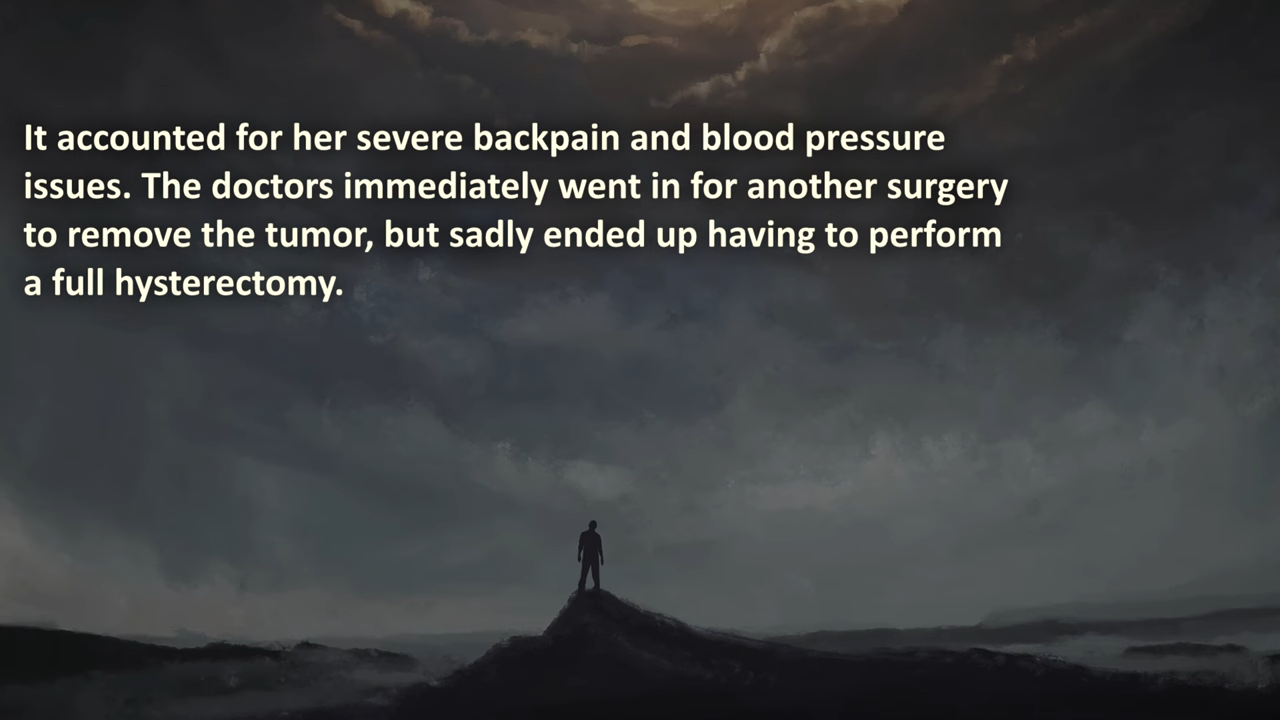 It accounted for her severe backpain and blood pressure
issues. The doctors immediately went in for another surgery
to remove the tumor, but sadly ended up having to perform
a full hysterectomy.